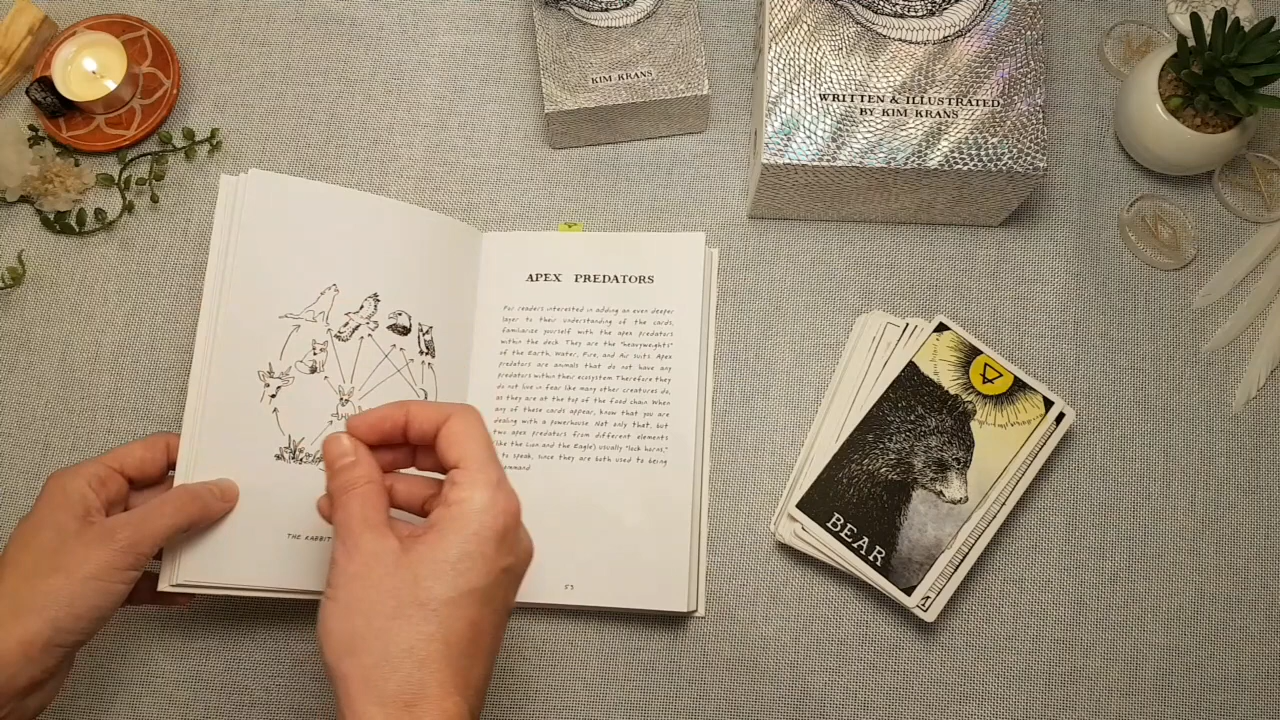 KIM KRANS
WRITTEN & ILLUSTRATED
BY KIM KRANS
APEX PREDATORS
For readers interested in adding an even deeper
layer to their understanding of the cards,
familiarize yourself with the apex predators
within the deck. They are the "heavyweights"
of the Earth, Water, Fire, and Air suits. Apex
predators are animals that do not have any
predators within their ecosystem. Therefore they
do not live in fear like many other creatures do,
as they are at the top of the food chain. When
any of these cards appear, know that you are
dealing with a powerhouse. Not only that, but
two apex predators from different elements
(like the Lion and the Eagle) usually "lock horns,"
to speak, since they are both used to being
command
THE RABBIT
53
BEAR